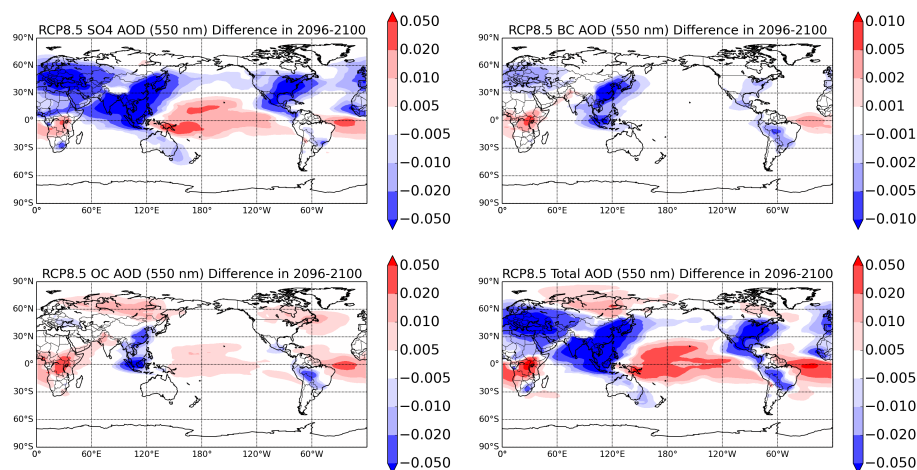 RCP8.5 SO4 AOD (550 nm) Difference in 2096-2100
90°N
60°N
30°N
0°
30°S
60°S
90°S
0° 60°E 120°E 180° 120°W 60°W
0.050
0.020
0.010
0.005
−0.005
−0.010
−0.020
−0.050
RCP8.5 BC AOD (550 nm) Difference in 2096-2100
90°N
60°N
30°N
0°
30°S
60°S
90°S
0° 60°E 120°E 180° 120°W 60°W
0.010
0.005
0.002
0.001
−0.001
−0.002
−0.005
−0.010
RCP8.5 OC AOD (550 nm) Difference in 2096-2100
90°N
60°N
30°N
0°
30°S
60°S
90°S
0° 60°E 120°E 180° 120°W 60°W
0.050
0.020
0.010
0.005
−0.005
−0.010
−0.020
−0.050
RCP8.5 Total AOD (550 nm) Difference in 2096-2100
90°N
60°N
30°N
0°
30°S
60°S
90°S
0° 60°E 120°E 180° 120°W 60°W
0.050
0.020
0.010
0.005
−0.005
−0.010
−0.020
−0.050